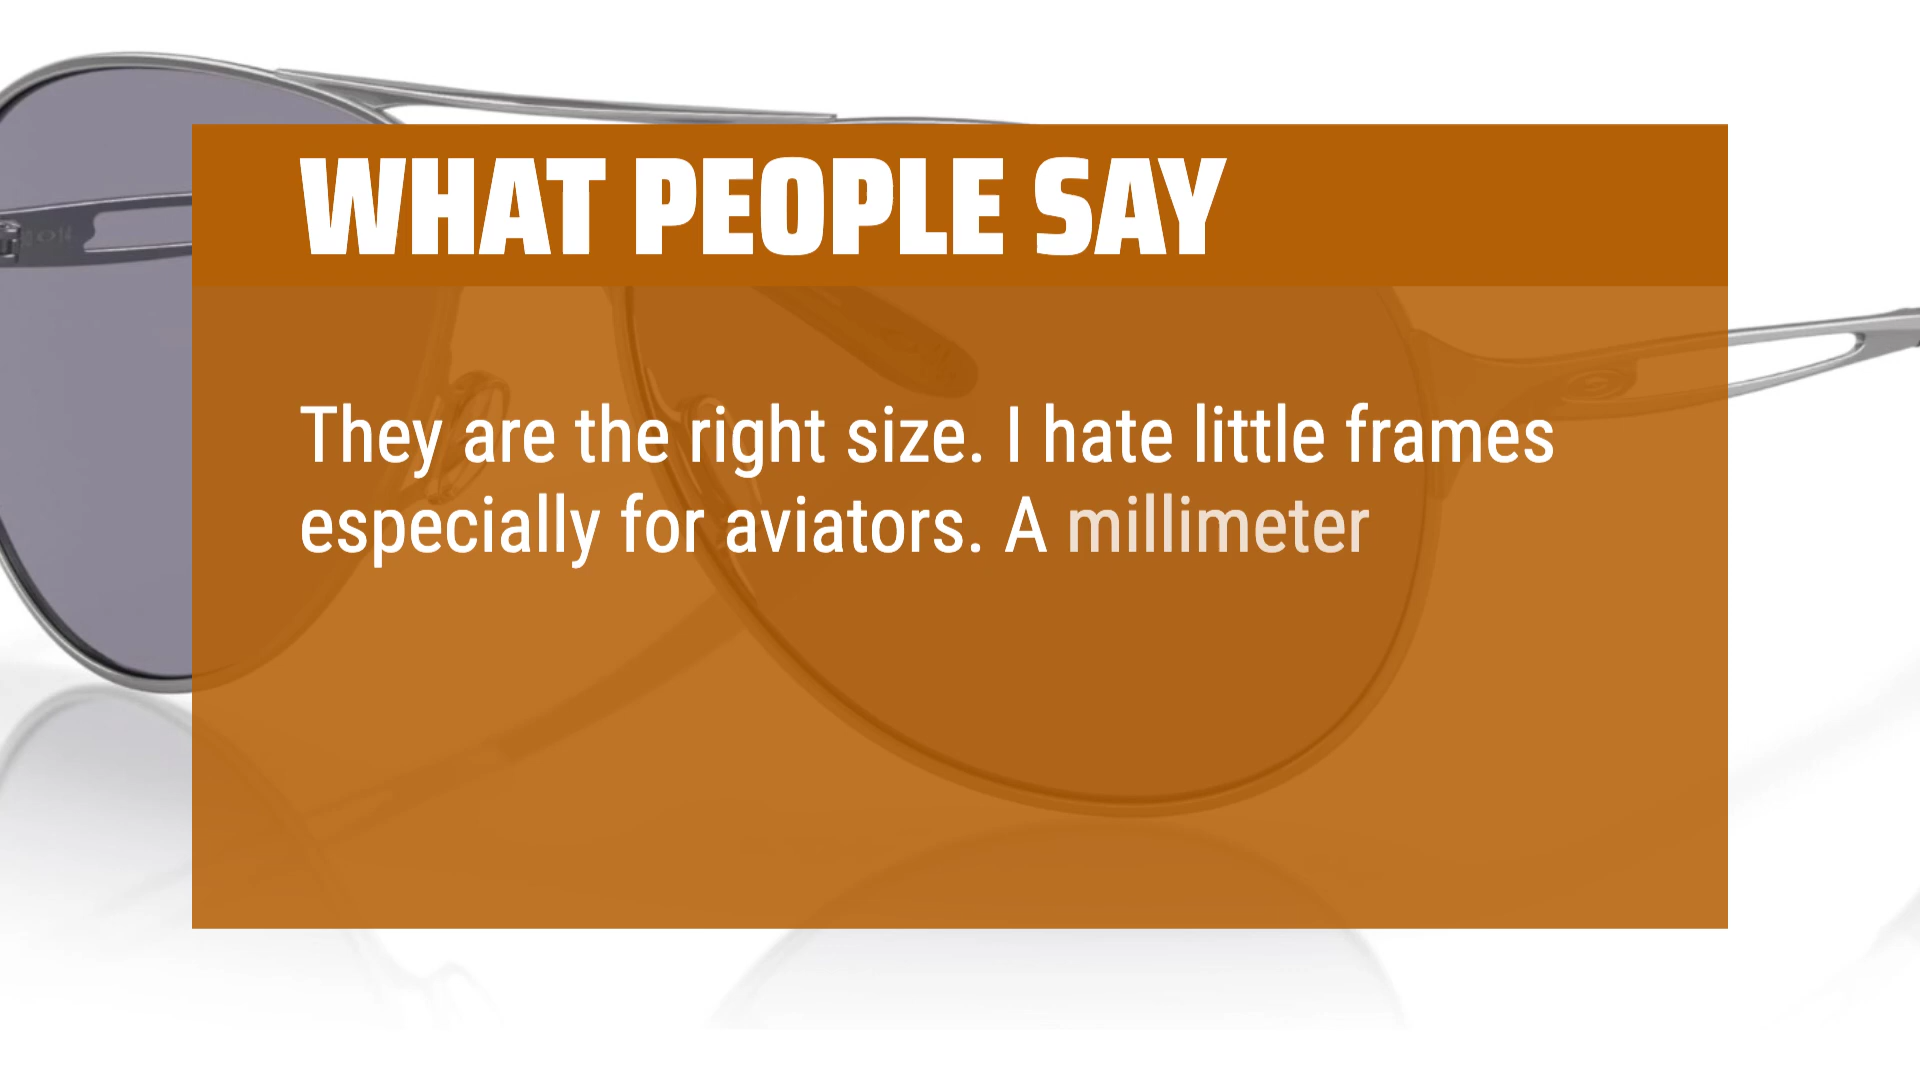 WHAT PEOPLE SAY
They are the right size. I hate little frames
especially for aviators. A millimeter